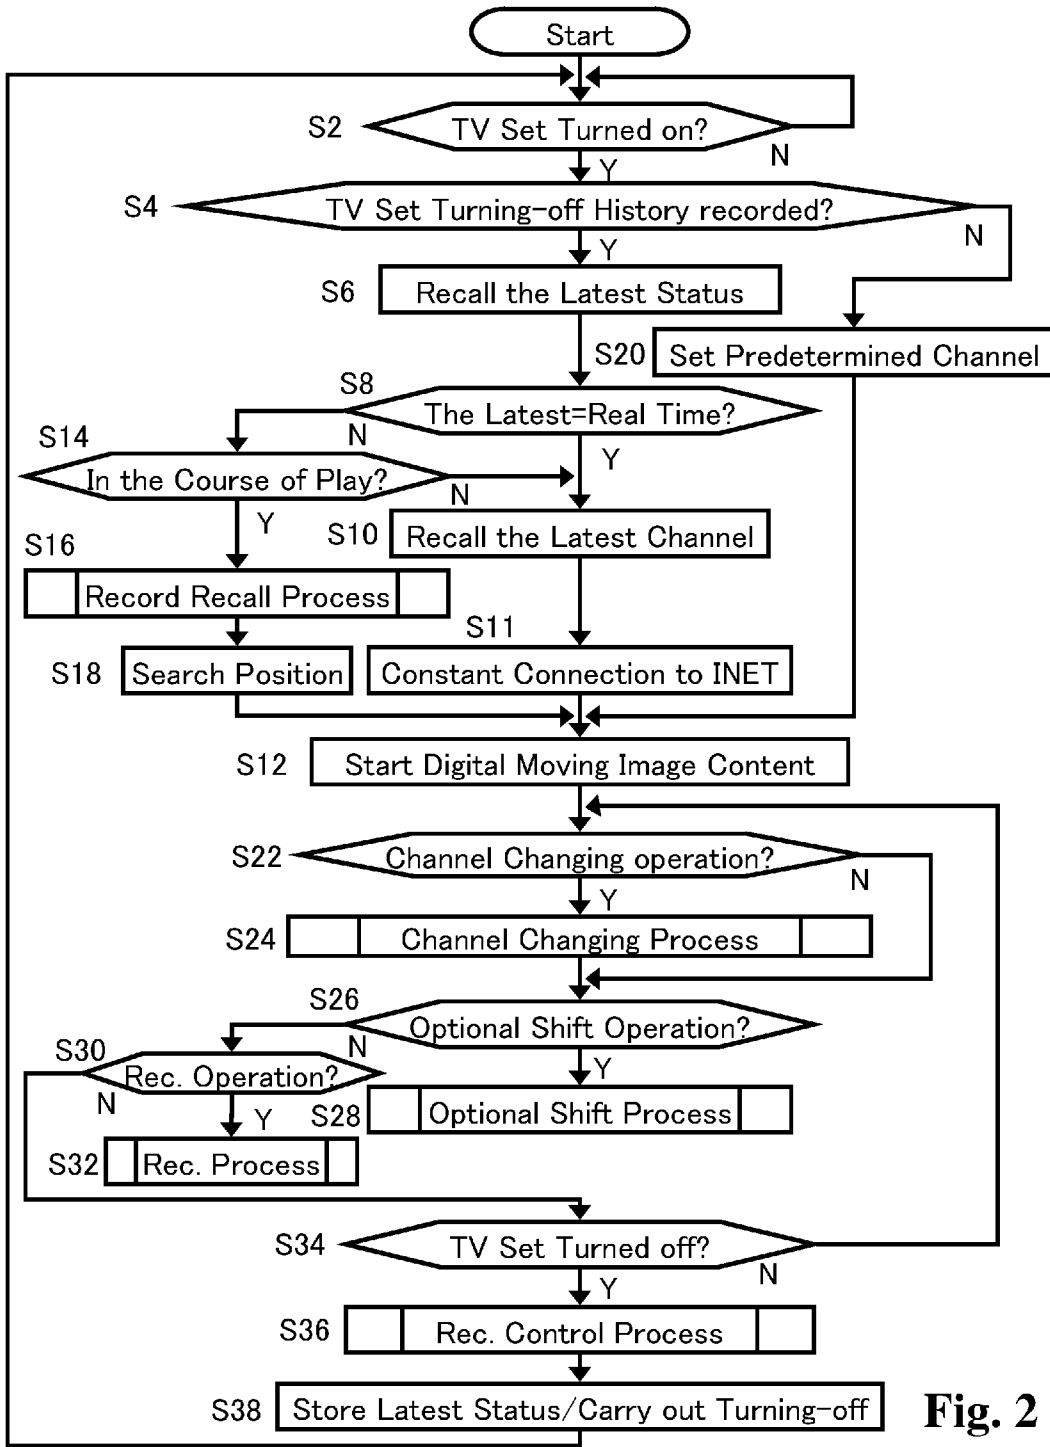 Start
S2
TV Set Turned on?
N
Y
S4
TV Set Turning-off History recorded?
N
Y
S6
Recall the Latest Status
S20
Set Predetermined Channel
S8
The Latest=Real Time?
N
Y
S14
In the Course of Play?
N
Y
S10
Recall the Latest Channel
S16
Record Recall Process
S11
S18
Search Position
Constant Connection to INET
S12
Start Digital Moving Image Content
S22
Channel Changing operation?
N
Y
S24
Channel Changing Process
S26
Optional Shift Operation?
N
Y
S30
Rec. Operation?
N
Y
S28
Optional Shift Process
S32
Rec. Process
S34
TV Set Turned off?
N
Y
S36
Rec. Control Process
S38
Store Latest Status/Carry out Turning-off
Fig. 2